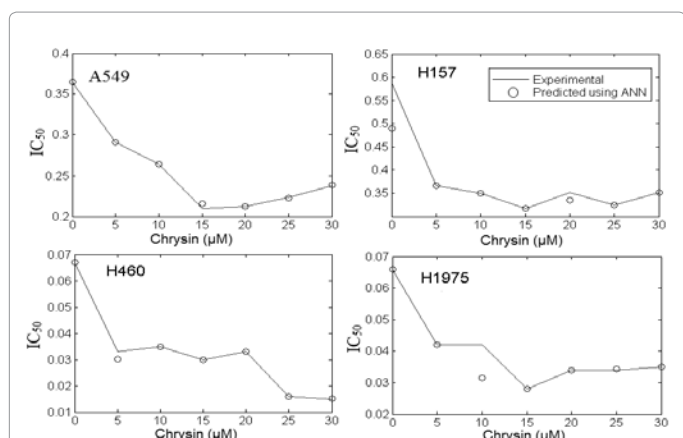 0.4
0.35
0.3
0.25
0.2
A549
IC50
0 5 10 15 20 25 30
Chrysin (µM)
0.65
0.6
0.55
0.5
0.45
0.4
0.35
H157
Experimental
Predicted using ANN
IC50
0 5 10 15 20 25 30
Chrysin (µM)
0.07
0.06
0.05
0.04
0.03
0.02
0.01
H460
IC50
0 5 10 15 20 25 30
Chrysin (µM)
0.07
0.06
0.05
0.04
0.03
0.02
H1975
IC50
0 5 10 15 20 25 30
Chrysin (µM)